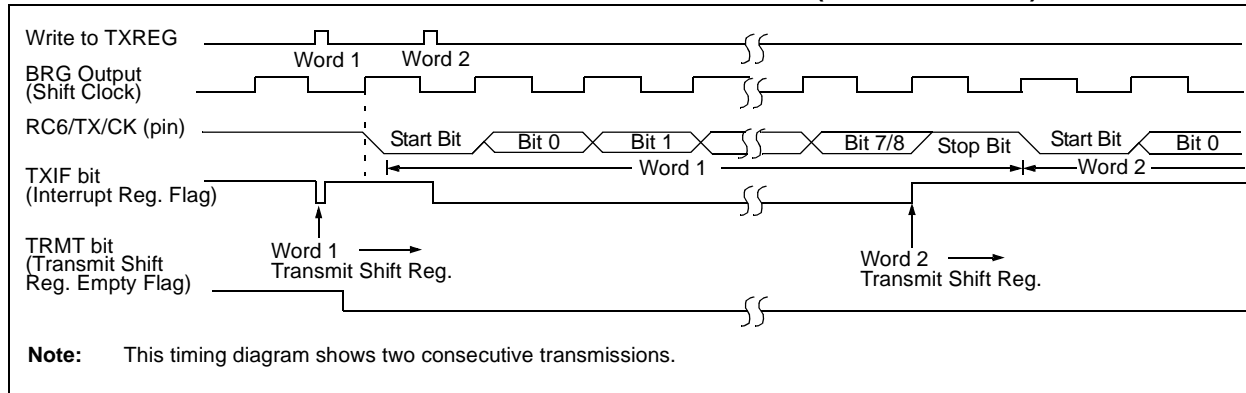 Write to TXREG
Word 1
Word 2
BRG Output
(Shift Clock)
RC6/TX/CK (pin)
Start Bit
Bit 0
Bit 1
Bit 7/8
Stop Bit
Start Bit
Bit 0
Word 1
Word 2
TXIF bit
(Interrupt Reg. Flag)
TRMT bit
(Transmit Shift
Reg. Empty Flag)
Word 1
Transmit Shift Reg.
Word 2
Transmit Shift Reg.
Note: This timing diagram shows two consecutive transmissions.